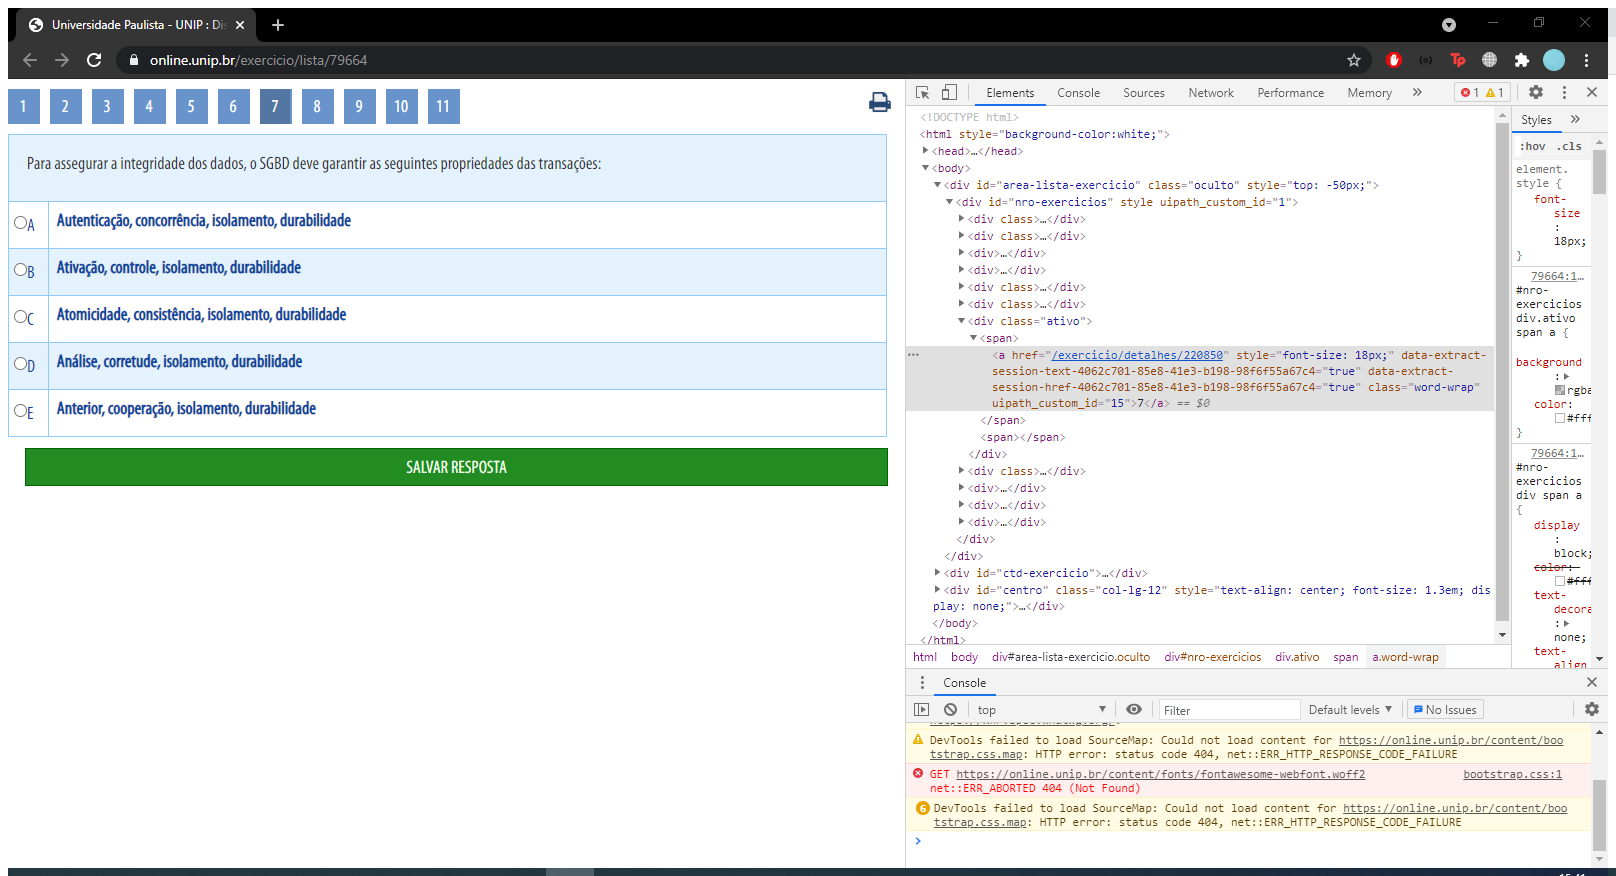 Universidade Paulista - UNIP : Dis
online.unip.br/exercicio/lista/79664
1 2 3 4 5 6 7 8 9 10 11
Para assegurar a integridade dos dados, o SGBD deve garantir as seguintes propriedades das transações:
A Autenticação, concorrência, isolamento, durabilidade
B Ativação, controle, isolamento, durabilidade
C Atomicidade, consistência, isolamento, durabilidade
D Análise, corretude, isolamento, durabilidade
E Anterior, cooperação, isolamento, durabilidade
SALVAR RESPOSTA
Elements Console Sources Network Performance Memory » 1 1
<!DOCTYPE html>
<html style="background-color:white;">
<head>…</head>
<body>
<div id="area-lista-exercicio" class="oculto" style="top: -50px;">
<div id="nro-exercicios" style uipath_custom_id="1">
<div class>…</div>
<div class>…</div>
<div>…</div>
<div>…</div>
<div class>…</div>
<div class>…</div>
<div class="ativo">
<span>
<a href="/exercicio/detalhes/220850" style="font-size: 18px;" data-extract-
session-text-4062c701-85e8-41e3-b198-98f6f55a67c4="true" data-extract-
session-href-4062c701-85e8-41e3-b198-98f6f55a67c4="true" class="word-wrap"
uipath_custom_id="15">7</a> == $0
</span>
<span></span>
</div>
<div class>…</div>
<div>…</div>
<div>…</div>
<div>…</div>
</div>
</div>
<div id="ctd-exercicio">…</div>
<div id="centro" class="col-lg-12" style="text-align: center; font-size: 1.3em; dis
play: none;">…</div>
</body>
</html>
html body div#area-lista-exercicio.oculto div#nro-exercicios div.ativo span a.word-wrap
Styles »
:hov .cls
element.
style {
font-
size
:
18px;
}
79664:1…
#nro-
exercicios
div.ativo
span a {
background
:
rgba
color:
#fff
}
79664:1…
#nro-
exercicios
div span a
{
display
:
block;
color:
#fff
text-
decora
:
none;
text-
align
Console
top Filter Default levels No Issues
DevTools failed to load SourceMap: Could not load content for https://online.unip.br/content/boo
tstrap.css.map: HTTP error: status code 404, net::ERR_HTTP_RESPONSE_CODE_FAILURE
GET https://online.unip.br/content/fonts/fontawesome-webfont.woff2 bootstrap.css:1
net::ERR_ABORTED 404 (Not Found)
6 DevTools failed to load SourceMap: Could not load content for https://online.unip.br/content/boo
tstrap.css.map: HTTP error: status code 404, net::ERR_HTTP_RESPONSE_CODE_FAILURE